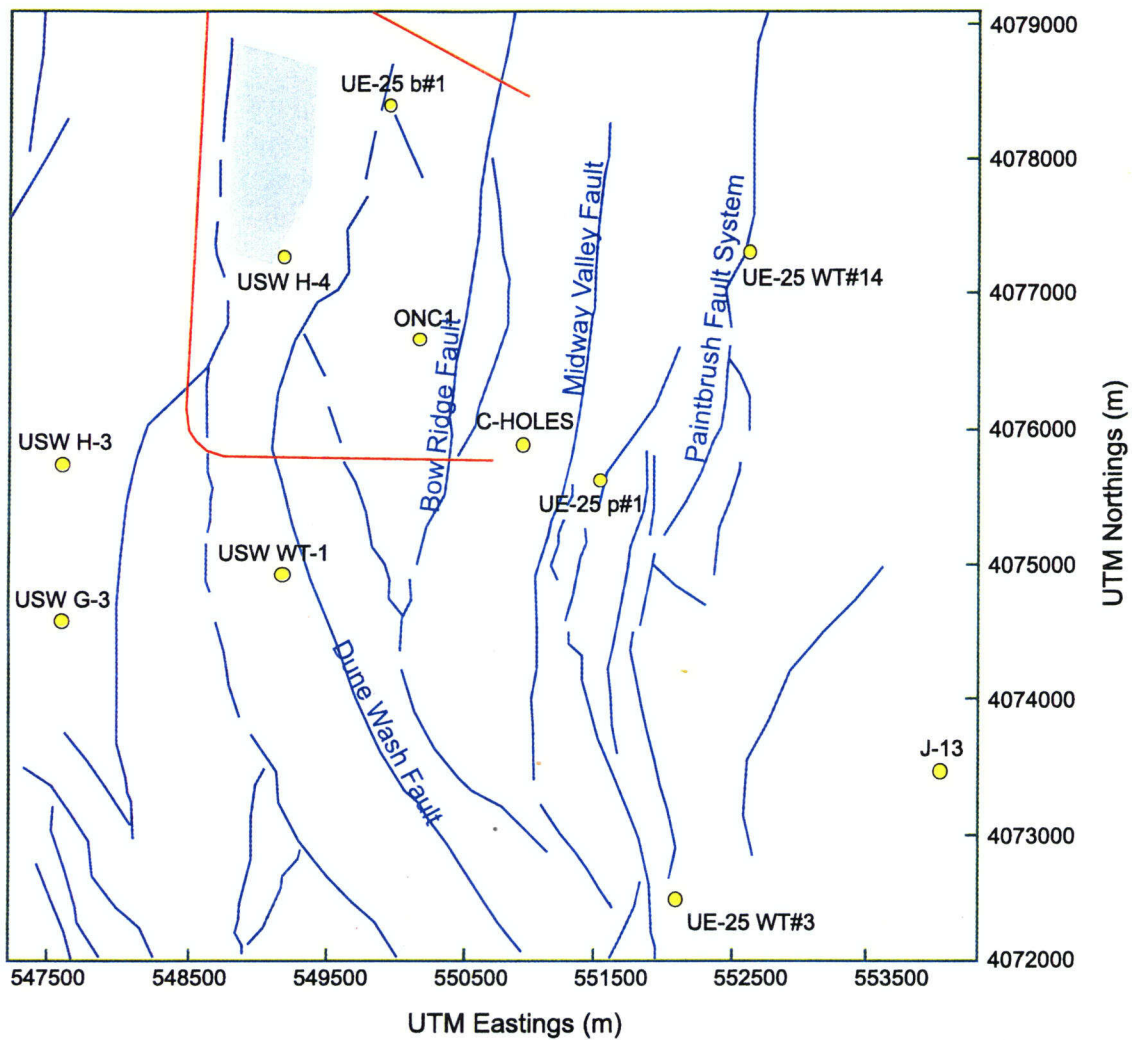 4079000
UE-25 b#1
4078000
Midway Valley Fault
Paintbrush Fault System
USW H-4
UE-25 WT#14
4077000
ONC1
Bow Ridge Fault
C-HOLES
4076000
USW H-3
UE-25 p#1
UTM Northings (m)
USW WT-1
4075000
USW G-3
Dune Wash Fault
4074000
J-13
4073000
UE-25 WT#3
4072000
547500 548500 549500 550500 551500 552500 553500
UTM Eastings (m)